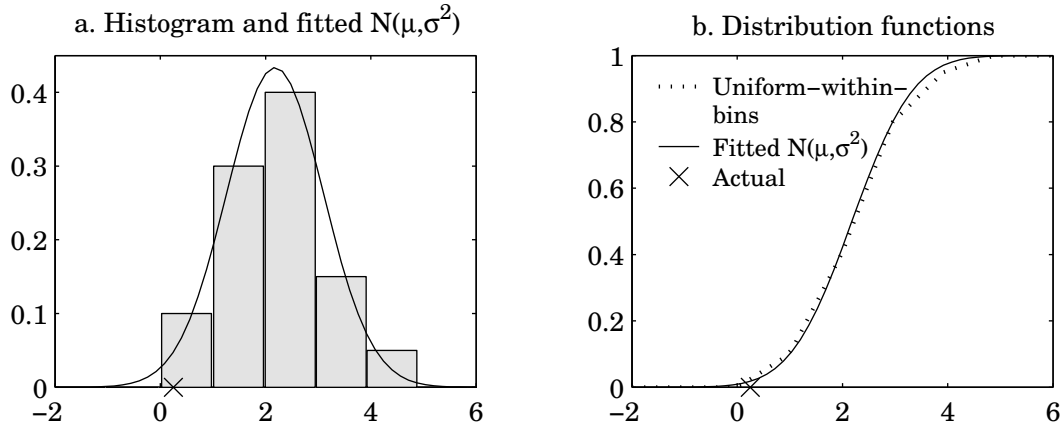 a. Histogram and fitted N(μ,σ²)
0.4
0.3
0.2
0.1
0
−2 0 2 4 6
b. Distribution functions
1
0.8
0.6
0.4
0.2
0
−2 0 2 4 6
Uniform−within−
bins
Fitted N(μ,σ²)
Actual